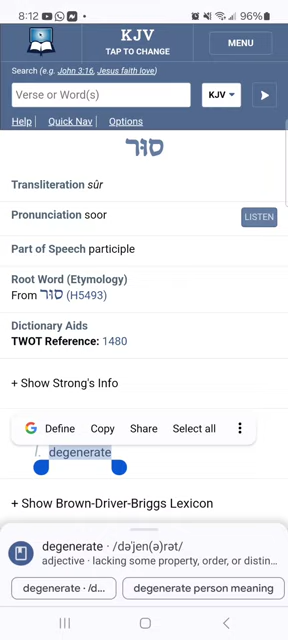 8:12 96%
KJV
TAP TO CHANGE
MENU
Search (e.g. John 3:16, Jesus faith love)
Verse or Word(s) KJV
Help Quick Nav Options
סוּר
Transliteration sûr
Pronunciation soor LISTEN
Part of Speech participle
Root Word (Etymology)
From סוּר (H5493)
Dictionary Aids
TWOT Reference: 1480
+ Show Strong's Info
Define Copy Share Select all
I. degenerate
+ Show Brown-Driver-Briggs Lexicon
degenerate · /dəˈjen(ə)rət/
adjective · lacking some property, order, or distin...
degenerate · /d... degenerate person meaning